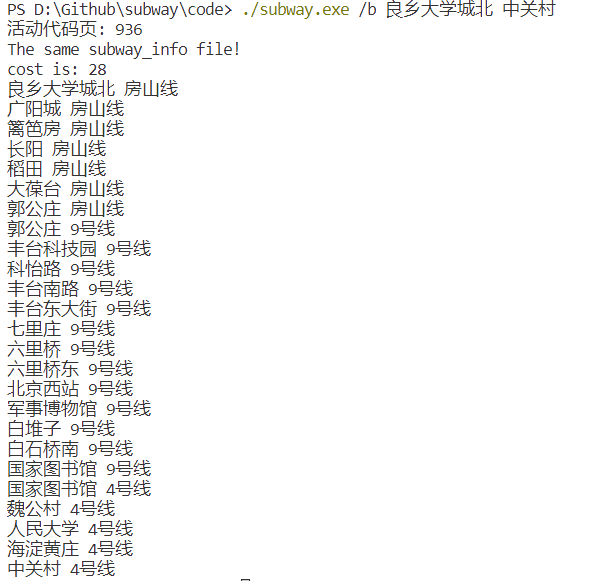 PS D:\Github\subway\code> ./subway.exe /b 良乡大学城北 中关村
活动代码页: 936
The same subway_info file!
cost is: 28
良乡大学城北 房山线
广阳城 房山线
篱笆房 房山线
长阳 房山线
稻田 房山线
大葆台 房山线
郭公庄 房山线
郭公庄 9号线
丰台科技园 9号线
科怡路 9号线
丰台南路 9号线
丰台东大街 9号线
七里庄 9号线
六里桥 9号线
六里桥东 9号线
北京西站 9号线
军事博物馆 9号线
白堆子 9号线
白石桥南 9号线
国家图书馆 9号线
国家图书馆 4号线
魏公村 4号线
人民大学 4号线
海淀黄庄 4号线
中关村 4号线